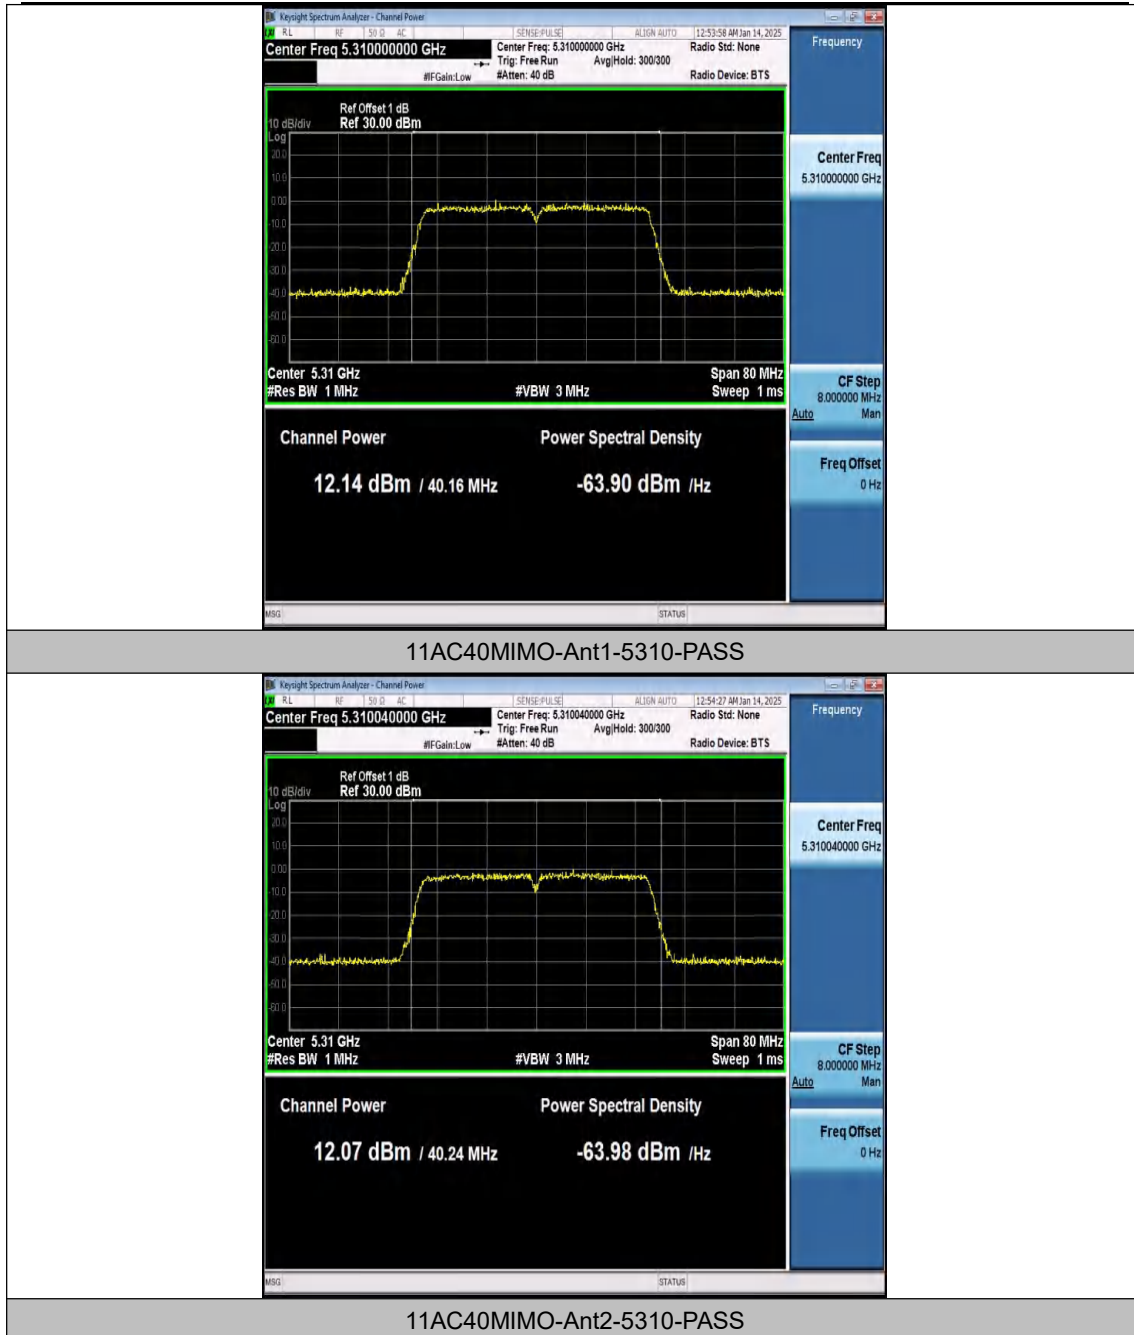 Keysight Spectrum Analyzer - Channel Power
RL RF 50 Ω AC SENSE:PULSE ALIGN AUTO 12:53:58 AM Jan 14, 2025
Center Freq 5.310000000 GHz
Center Freq: 5.310000000 GHz
Radio Std: None
Trig: Free Run Avg|Hold: 300/300
#IFGain:Low #Atten: 40 dB Radio Device: BTS
Frequency
Ref Offset 1 dB
10 dB/div Ref 30.00 dBm
Log
20.0
10.0
0.00
-10.0
-20.0
-30.0
-40.0
-50.0
-60.0
Center Freq
5.310000000 GHz
Center 5.31 GHz Span 80 MHz
#Res BW 1 MHz #VBW 3 MHz Sweep 1 ms
CF Step
8.000000 MHz
Auto Man
Channel Power Power Spectral Density
12.14 dBm / 40.16 MHz -63.90 dBm /Hz
Freq Offset
0 Hz
MSG STATUS
11AC40MIMO-Ant1-5310-PASS
Keysight Spectrum Analyzer - Channel Power
RL RF 50 Ω AC SENSE:PULSE ALIGN AUTO 12:54:27 AM Jan 14, 2025
Center Freq 5.310040000 GHz
Center Freq: 5.310040000 GHz
Radio Std: None
Trig: Free Run Avg|Hold: 300/300
#IFGain:Low #Atten: 40 dB Radio Device: BTS
Frequency
Ref Offset 1 dB
10 dB/div Ref 30.00 dBm
Log
20.0
10.0
0.00
-10.0
-20.0
-30.0
-40.0
-50.0
-60.0
Center Freq
5.310040000 GHz
Center 5.31 GHz Span 80 MHz
#Res BW 1 MHz #VBW 3 MHz Sweep 1 ms
CF Step
8.000000 MHz
Auto Man
Channel Power Power Spectral Density
12.07 dBm / 40.24 MHz -63.98 dBm /Hz
Freq Offset
0 Hz
MSG STATUS
11AC40MIMO-Ant2-5310-PASS